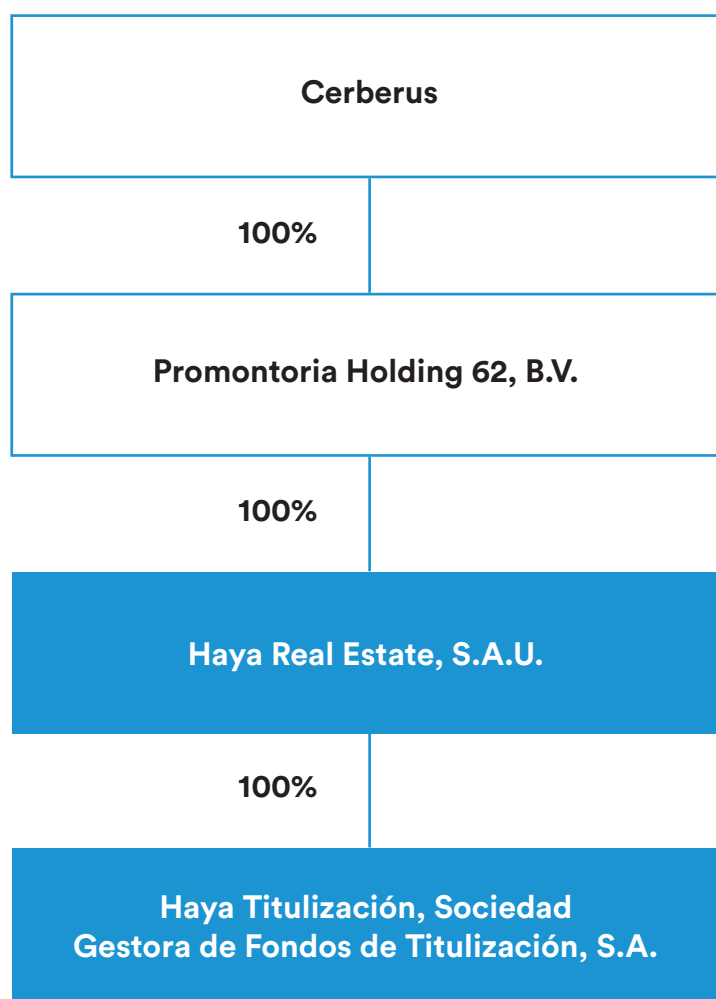 Cerberus
100%
Promontoria Holding 62, B.V.
100%
Haya Real Estate, S.A.U.
100%
Haya Titulización, Sociedad
Gestora de Fondos de Titulización, S.A.